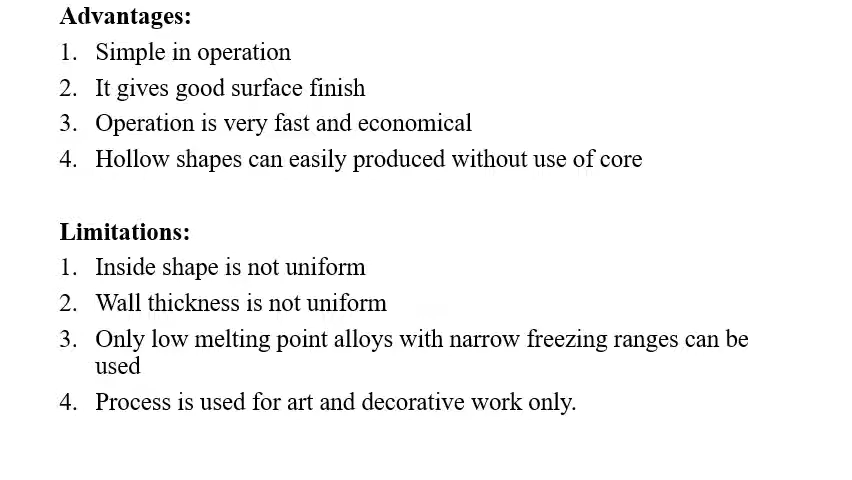 Advantages:
1. Simple in operation
2. It gives good surface finish
3. Operation is very fast and economical
4. Hollow shapes can easily produced without use of core
Limitations:
1. Inside shape is not uniform
2. Wall thickness is not uniform
3. Only low melting point alloys with narrow freezing ranges can be
used
4. Process is used for art and decorative work only.